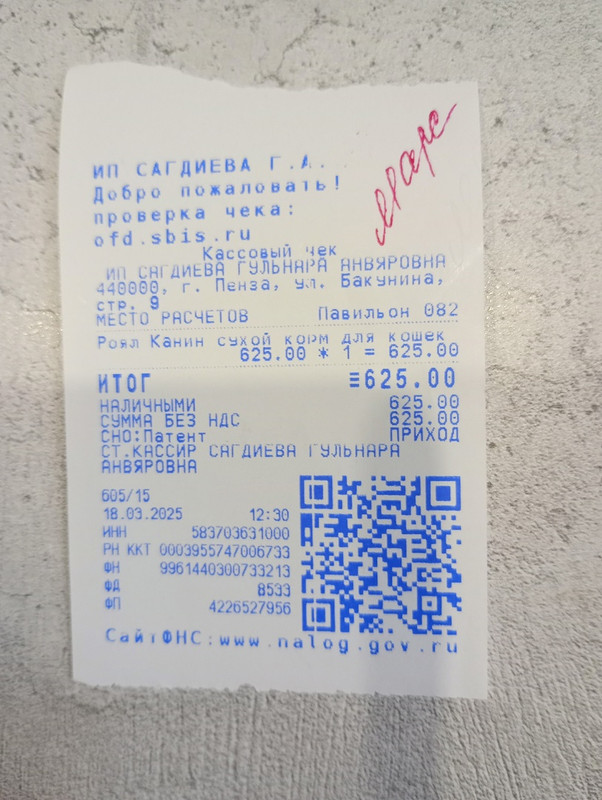 Марс
ИП САГДИЕВА Г.А.
Добро пожаловать!
проверка чека:
ofd.sbis.ru
Кассовый чек
ИП САГДИЕВА ГУЛЬНАРА АНВЯРОВНА
440000, г. Пенза, ул. Бакунина,
стр. 9
МЕСТО РАСЧЕТОВ Павильон 082
Роял Канин сухой корм для кошек
625.00 * 1 = 625.00
ИТОГ ≡625.00
НАЛИЧНЫМИ 625.00
СУММА БЕЗ НДС 625.00
СНО:Патент ПРИХОД
СТ.КАССИР САГДИЕВА ГУЛЬНАРА
АНВЯРОВНА
605/15
18.03.2025 12:30
ИНН 583703631000
РН ККТ 0003955747006733
ФН 9961440300733213
ФД 8533
ФП 4226527956
СайтФНС:www.nalog.gov.ru